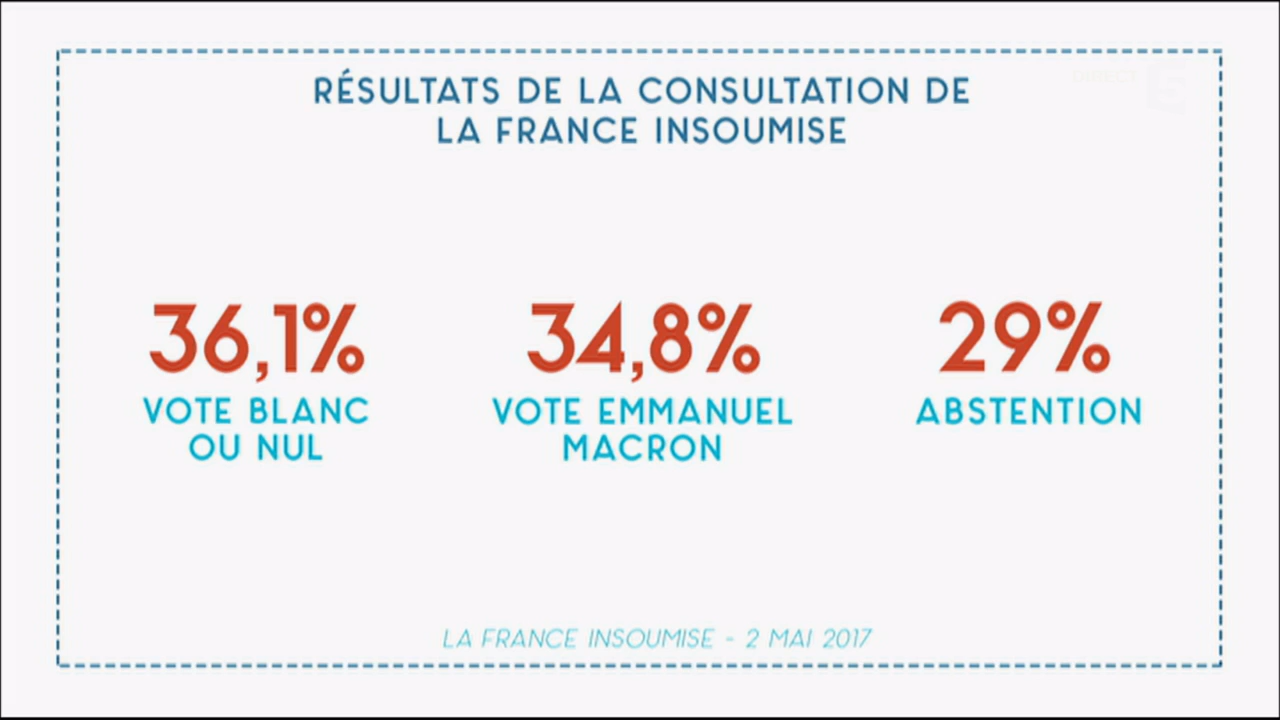 RÉSULTATS DE LA CONSULTATION DE
LA FRANCE INSOUMISE
DIRECT
36,1%
VOTE BLANC
OU NUL
34,8%
VOTE EMMANUEL
MACRON
29%
ABSTENTION
LA FRANCE INSOUMISE - 2 MAI 2017